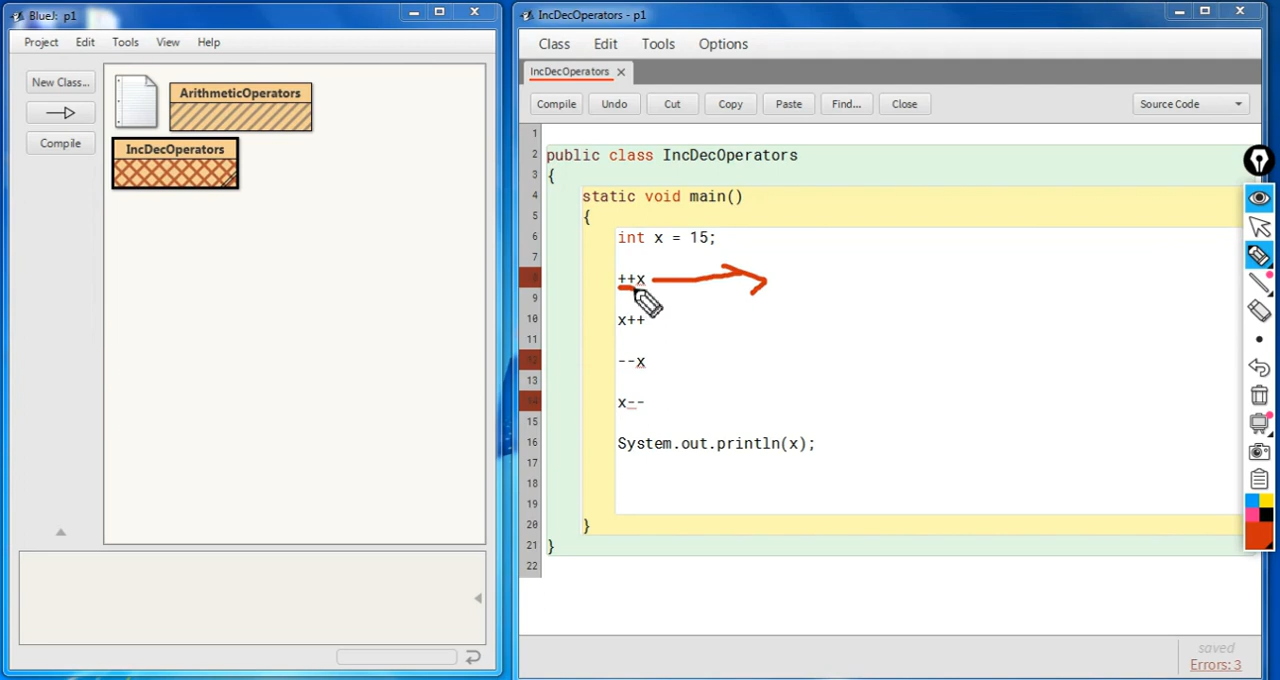 BlueJ: p1
Project Edit Tools View Help
New Class...
Compile
ArithmeticOperators
IncDecOperators
IncDecOperators - p1
Class Edit Tools Options
IncDecOperators
Compile Undo Cut Copy Paste Find... Close Source Code
1
2 public class IncDecOperators
3 {
4 static void main()
5 {
6 int x = 15;
7
8 ++x
9
10 x++
11
12 --x
13
14 x--
15
16 System.out.println(x);
17
18
19
20 }
21 }
22
saved
Errors: 3